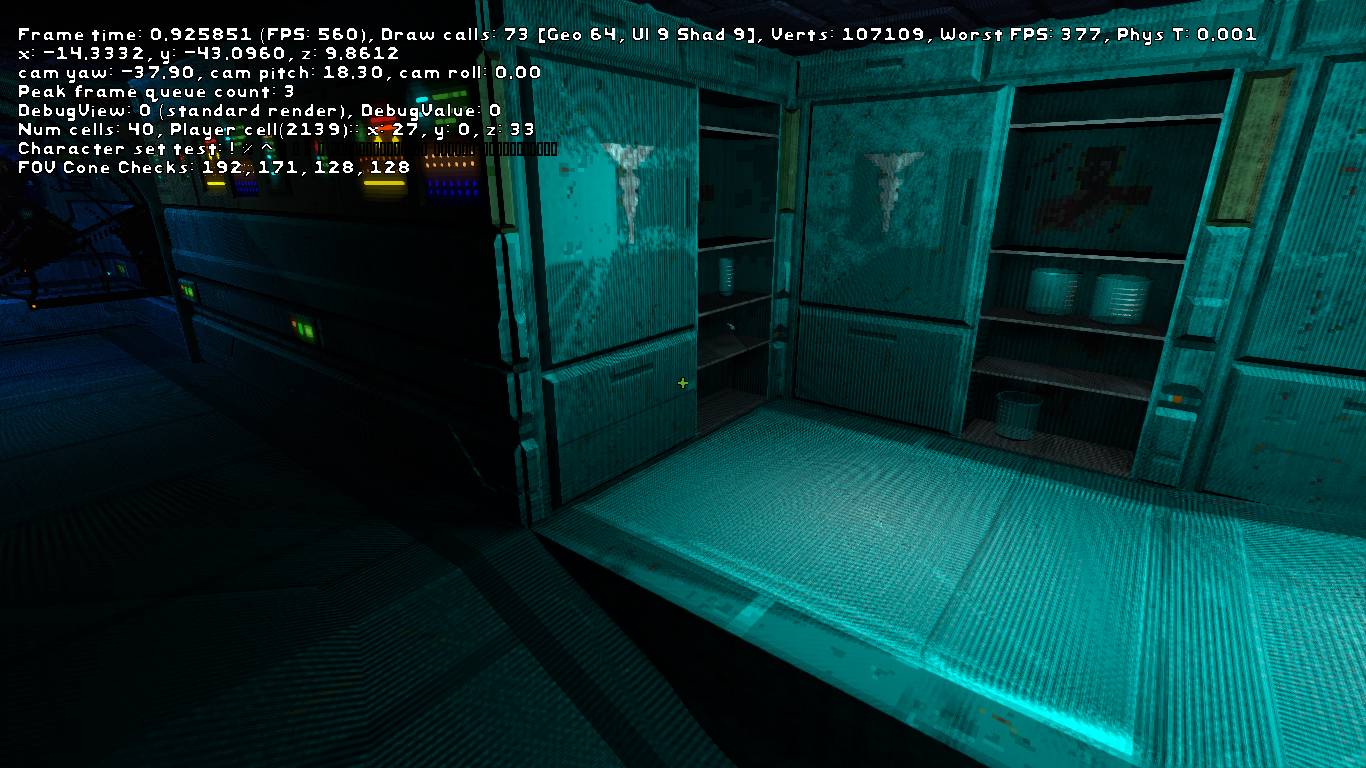 Frame time: 0.925851 (FPS: 560), Draw calls: 73 [Geo 64, UI 9 Shad 9], Verts: 107109, Worst FPS: 377, Phys T: 0.001
x: -14.3332, y: -43.0960, z: 9.8612
cam yaw: -37.90, cam pitch: 18.30, cam roll: 0.00
Peak frame queue count: 3
DebugView: 0 (standard render), DebugValue: 0
Num cells: 40, Player cell(2139): x: 27, y: 0, z: 33
Character set test: ! ^
FOV Cone Checks: 192, 171, 128, 128